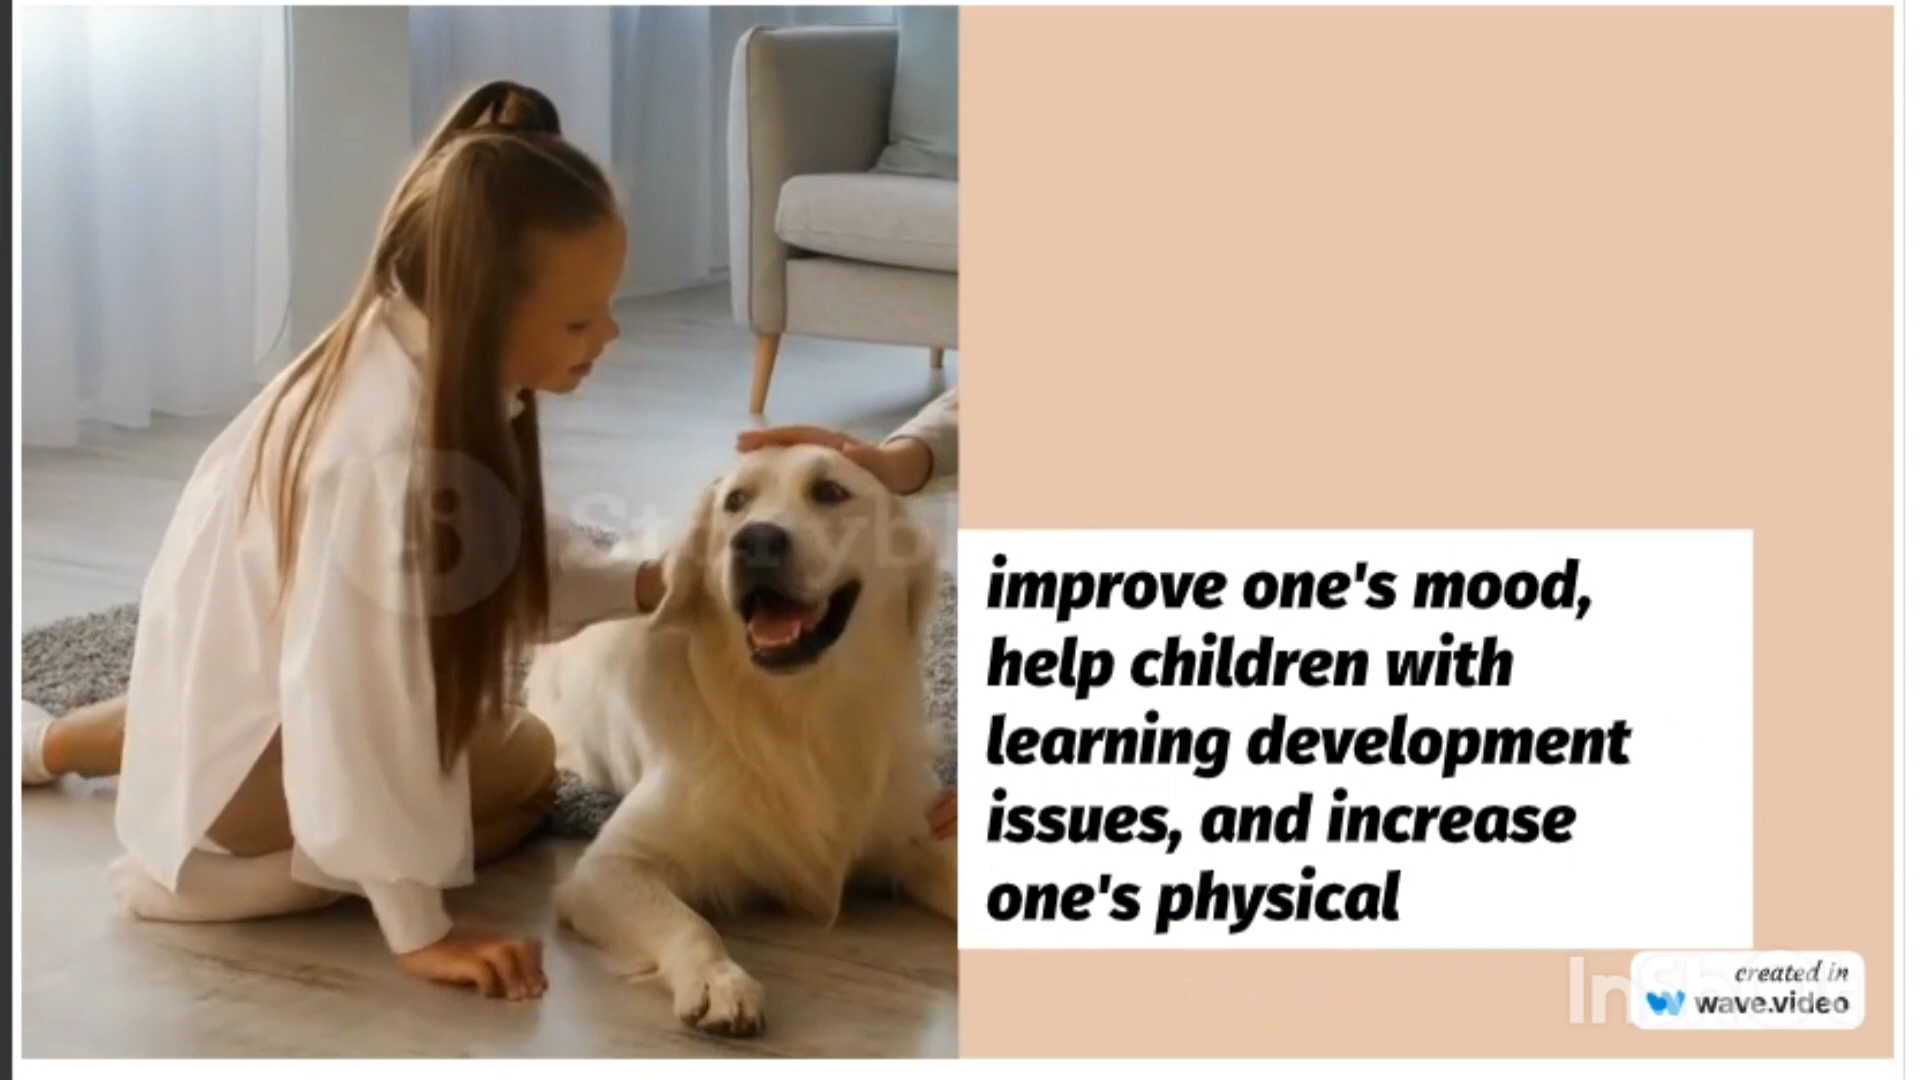 improve one's mood,
help children with
learning development
issues, and increase
one's physical
created in
wave.video